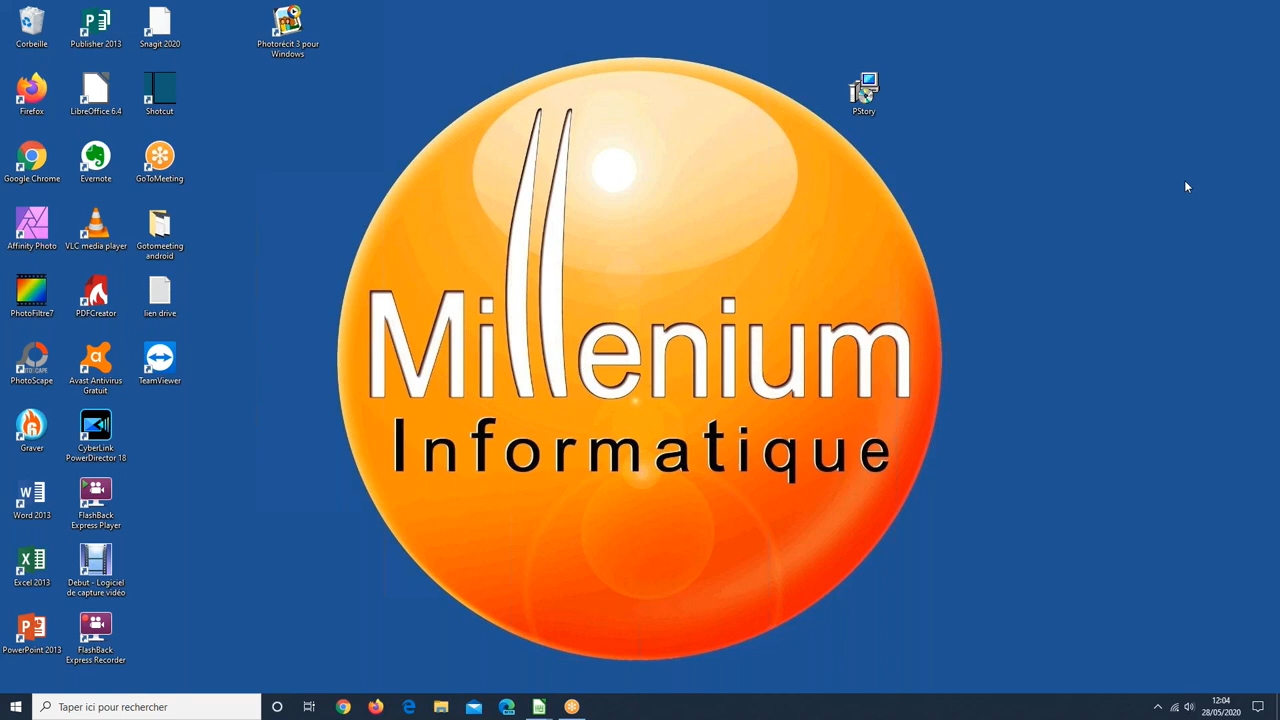 Corbeille
Publisher 2013
Snagit 2020
Photorécit 3 pour
Windows
Firefox
LibreOffice 6.4
Shotcut
PStory
Google Chrome
Evernote
GoToMeeting
Affinity Photo
VLC media player
Gotomeeting
android
PhotoFiltre7
PDFCreator
lien drive
PhotoScape
Avast Antivirus
Gratuit
TeamViewer
Millenium
Informatique
Graver
CyberLink
PowerDirector 18
Word 2013
FlashBack
Express Player
Excel 2013
Debut - Logiciel
de capture vidéo
PowerPoint 2013
FlashBack
Express Recorder
Taper ici pour rechercher
12:04
28/05/2020